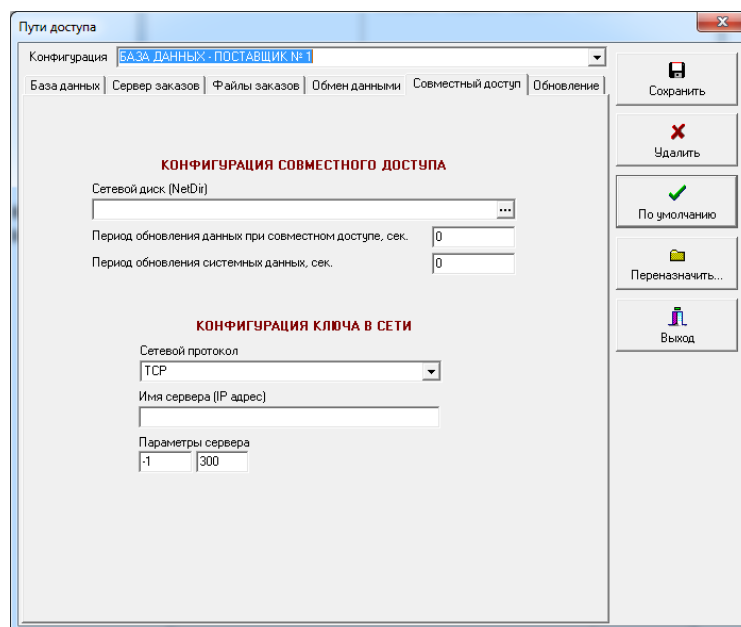 Пути доступа
Конфигурация БАЗА ДАННЫХ - ПОСТАВЩИК № 1
База данных Сервер заказов Файлы заказов Обмен данными Совместный доступ Обновление
КОНФИГУРАЦИЯ СОВМЕСТНОГО ДОСТУПА
Сетевой диск (NetDir)
...
Период обновления данных при совместном доступе, сек. 0
Период обновления системных данных, сек. 0
КОНФИГУРАЦИЯ КЛЮЧА В СЕТИ
Сетевой протокол
TCP
Имя сервера (IP адрес)
Параметры сервера
-1 300
Сохранить
Удалить
По умолчанию
Переназначить...
Выход